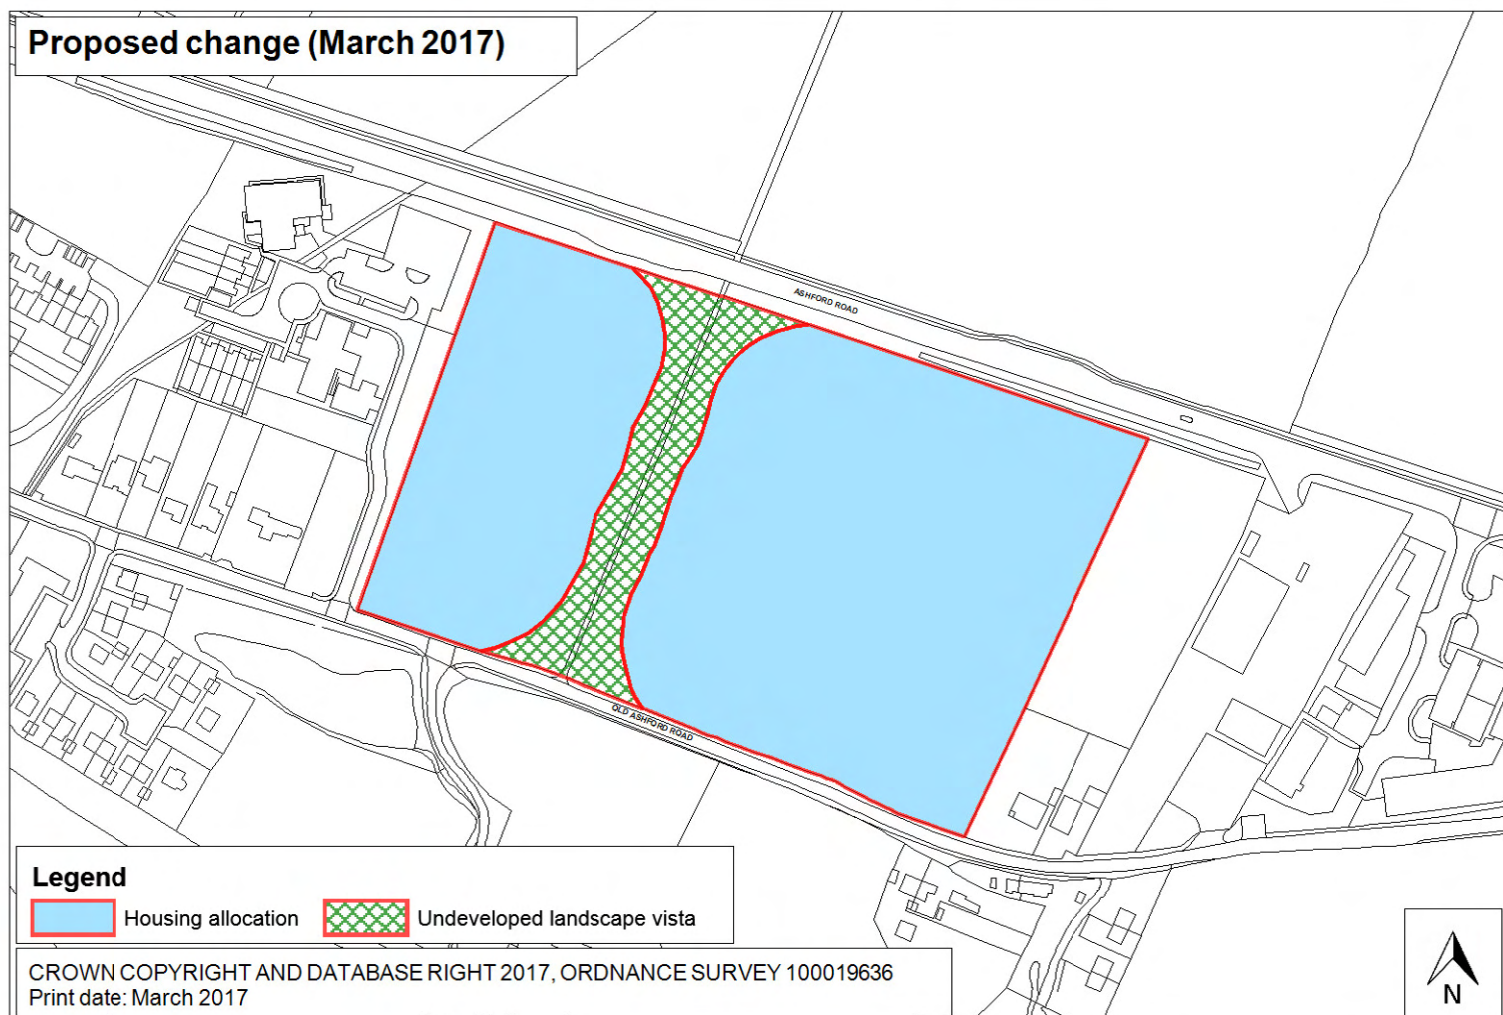 Proposed change (March 2017)
ASHFORD ROAD
OLD ASHFORD ROAD
Legend
Housing allocation
Undeveloped landscape vista
CROWN COPYRIGHT AND DATABASE RIGHT 2017, ORDNANCE SURVEY 100019636
Print date: March 2017
N